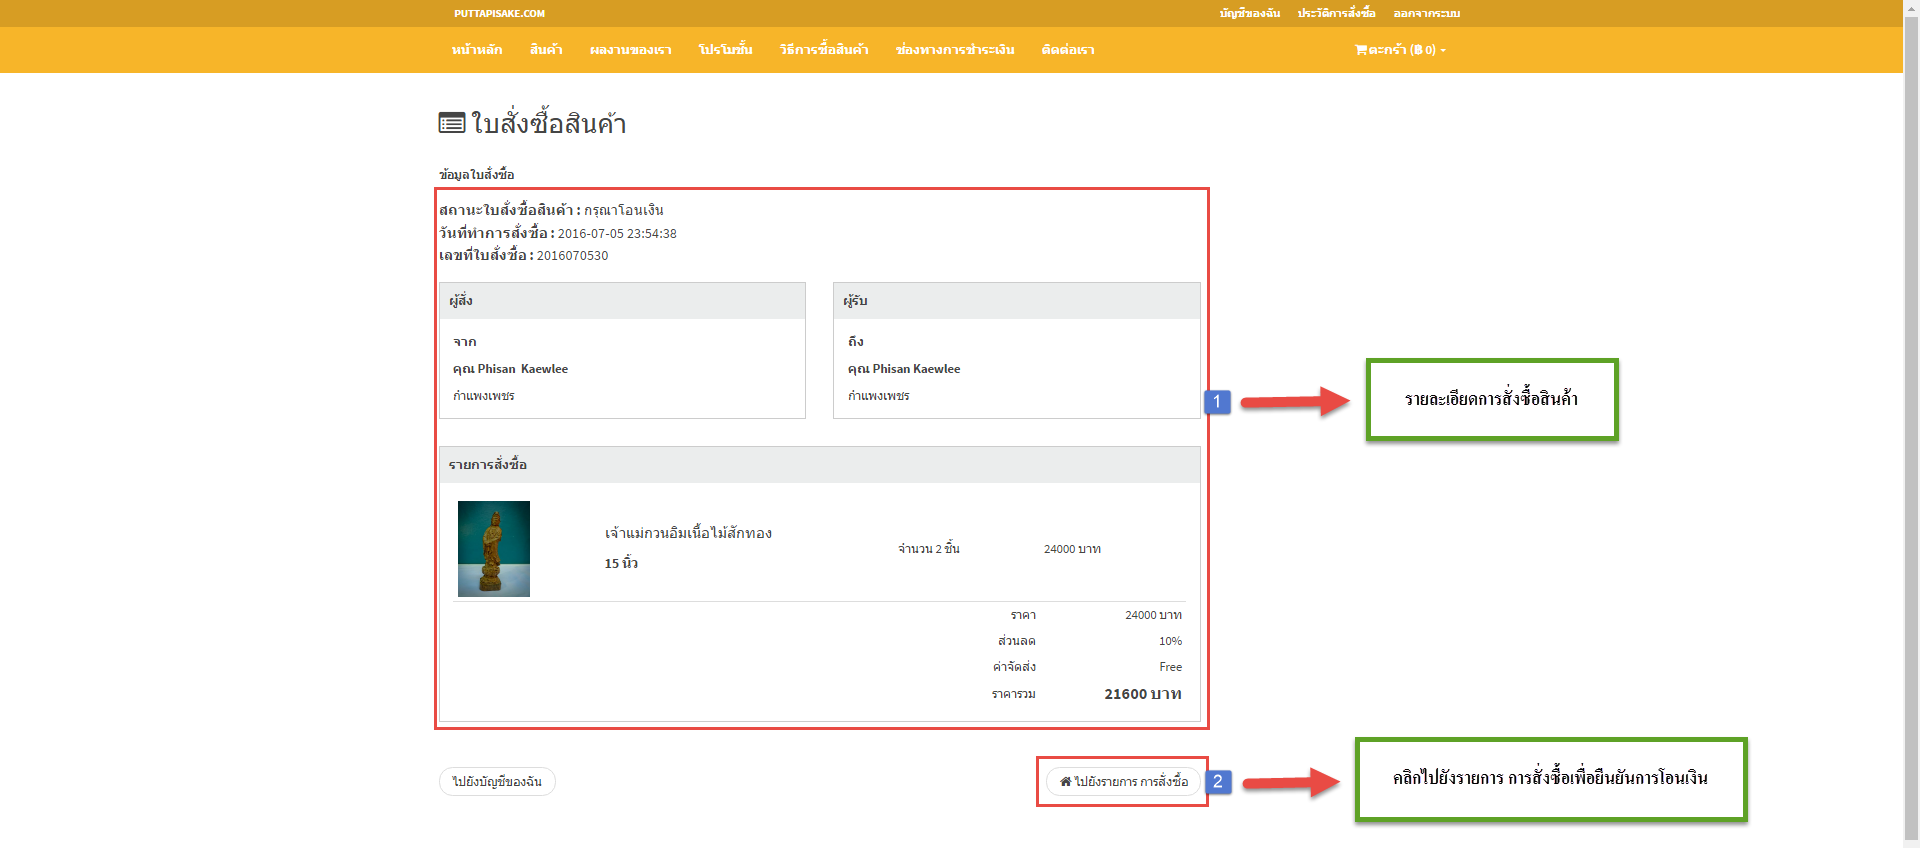 PUTTAPISAKE.COM
บัญชีของฉัน ประวัติการสั่งซื้อ ออกจากระบบ
หน้าหลัก สินค้า ผลงานของเรา โปรโมชั้น วิธีการซื้อสินค้า ช่องทางการชำระเงิน ติดต่อเรา
ตะกร้า (฿ 0)
ใบสั่งซื้อสินค้า
ข้อมูลใบสั่งซื้อ
สถานะใบสั่งซื้อสินค้า : กรุณาโอนเงิน
วันที่ทำการสั่งซื้อ : 2016-07-05 23:54:38
เลขที่ใบสั่งซื้อ : 2016070530
ผู้สั่ง
จาก
คุณ Phisan Kaewlee
กำแพงเพชร
ผู้รับ
ถึง
คุณ Phisan Kaewlee
กำแพงเพชร
1
รายละเอียดการสั่งซื้อสินค้า
รายการสั่งซื้อ
เจ้าแม่กวนอิมเนื้อไม้สักทอง
15 นิ้ว
จำนวน 2 ชิ้น
24000 บาท
ราคา 24000 บาท
ส่วนลด 10%
ค่าจัดส่ง Free
ราคารวม 21600 บาท
ไปยังบัญชีของฉัน
ไปยังรายการ การสั่งซื้อ
2
คลิกไปยังรายการ การสั่งซื้อเพื่อยืนยันการโอนเงิน